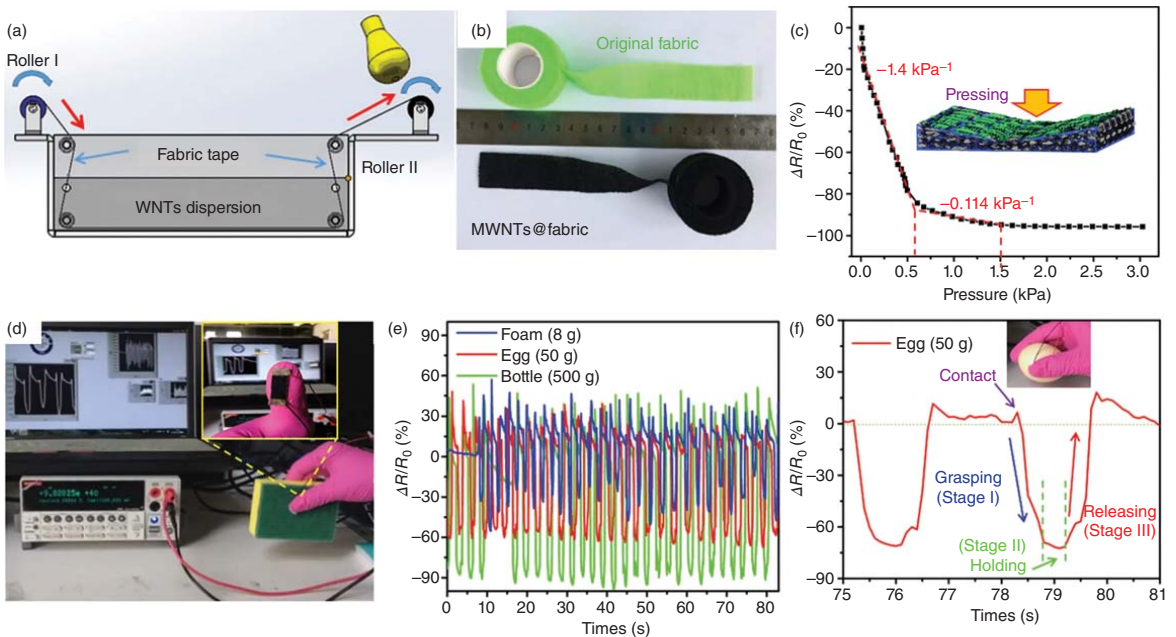 (a)
Roller I
Fabric tape
Roller II
WNTs dispersion
(b)
Original fabric
MWNTs@fabric
(c)
ΔR/R₀ (%)
0
−20
−40
−60
−80
−100
−1.4 kPa⁻¹
Pressing
−0.114 kPa⁻¹
0.0 0.5 1.0 1.5 2.0 2.5 3.0
Pressure (kPa)
(d)
(e)
ΔR/R₀ (%)
90
60
30
0
−30
−60
−90
Foam (8 g)
Egg (50 g)
Bottle (500 g)
0 10 20 30 40 50 60 70 80
Times (s)
(f)
ΔR/R₀ (%)
60
30
0
−30
−60
−90
Egg (50 g)
Contact
Grasping
(Stage I)
(Stage II)
Holding
Releasing
(Stage III)
75 76 77 78 79 80 81
Times (s)